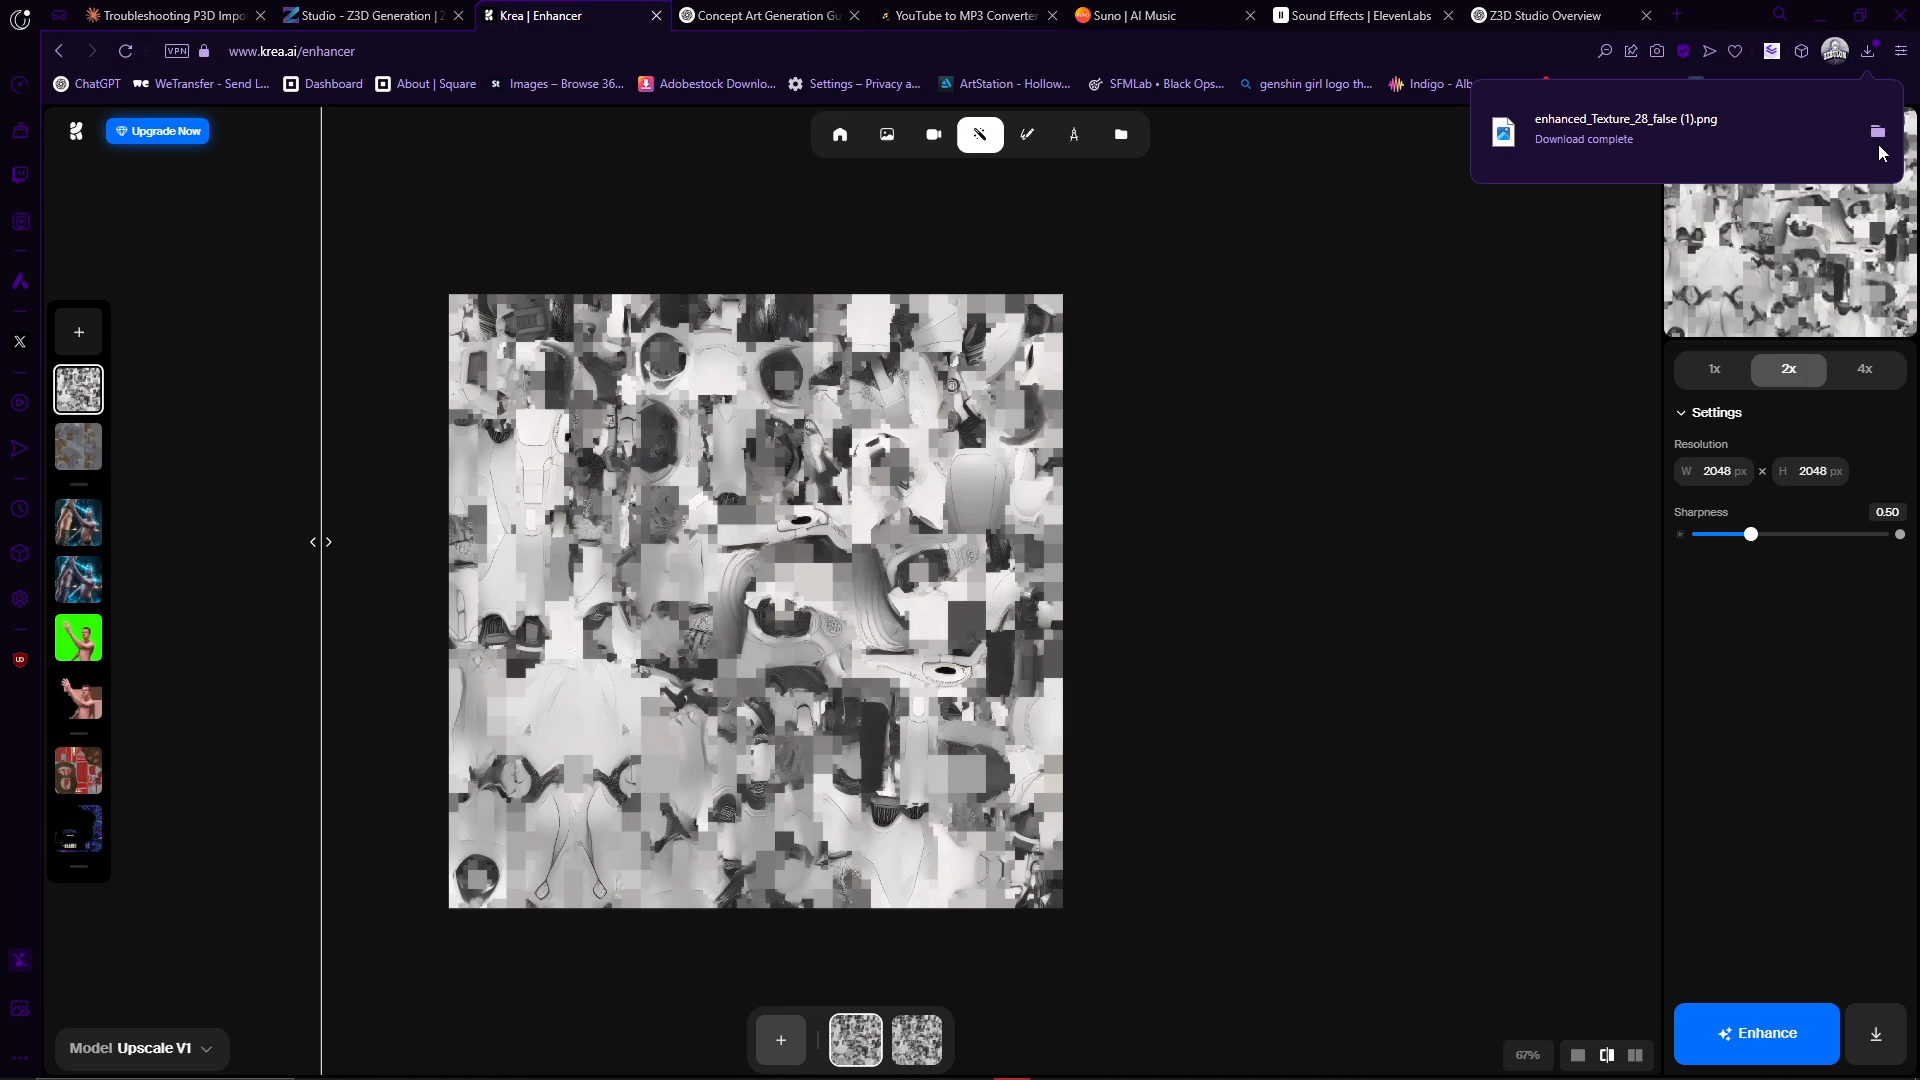 Troubleshooting P3D Impo
Studio - Z3D Generation | Z
Krea | Enhancer
Concept Art Generation Gu
YouTube to MP3 Converter
Suno | AI Music
Sound Effects | ElevenLabs
Z3D Studio Overview
VPN
www.krea.ai/enhancer
ChatGPT
WeTransfer - Send L...
Dashboard
About | Square
Images – Browse 36...
Adobestock Downlo...
Settings – Privacy a...
ArtStation - Hollow...
SFMLab • Black Ops...
genshin girl logo th...
Indigo - Alb
enhanced_Texture_28_false (1).png
Download complete
Upgrade Now
1x
2x
4x
Settings
Resolution
W 2048 px × H 2048 px
Sharpness
0.50
Model Upscale V1
67%
Enhance